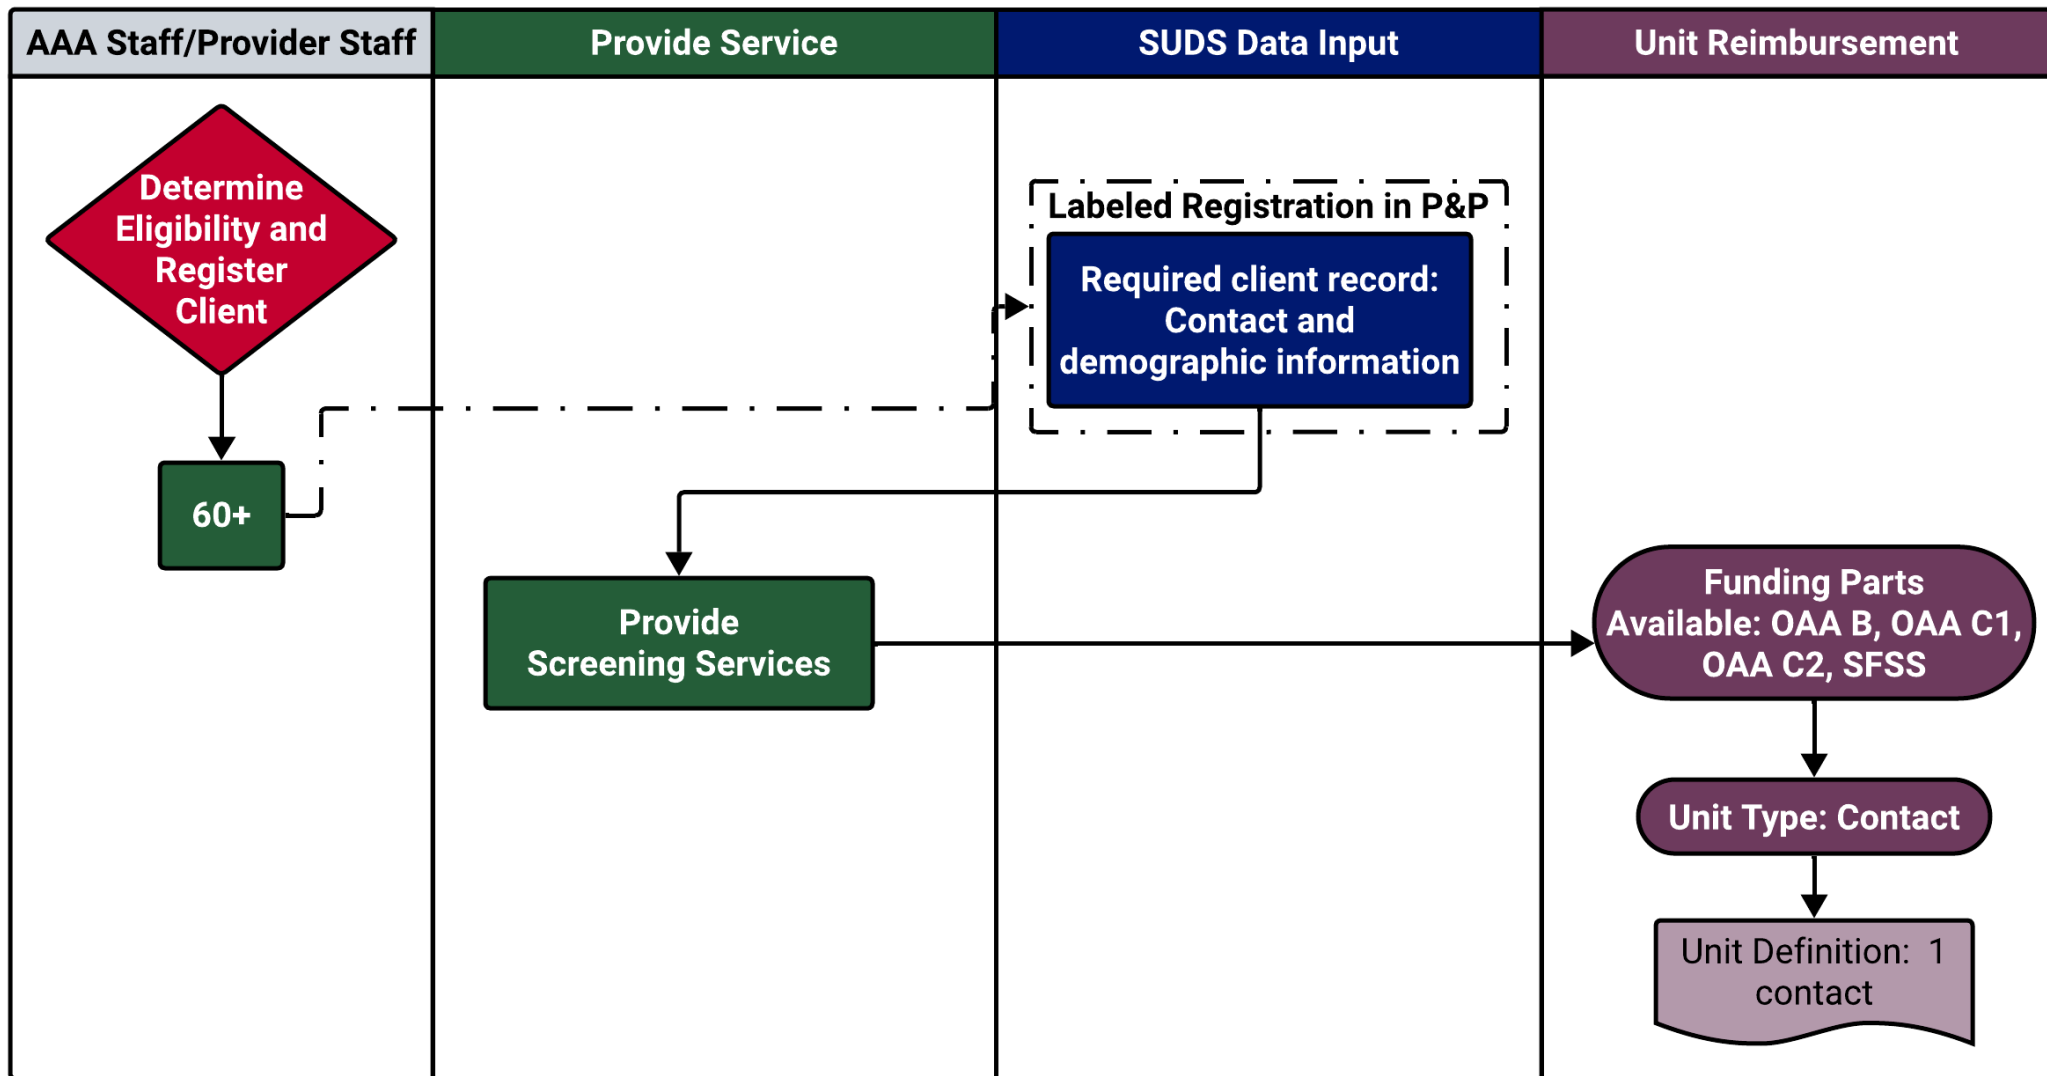 AAA Staff/Provider Staff
Provide Service
SUDS Data Input
Unit Reimbursement
Determine
Eligibility and
Register
Client
60+
Labeled Registration in P&P
Required client record:
Contact and
demographic information
Provide
Screening Services
Funding Parts
Available: OAA B, OAA C1,
OAA C2, SFSS
Unit Type: Contact
Unit Definition:  1
contact